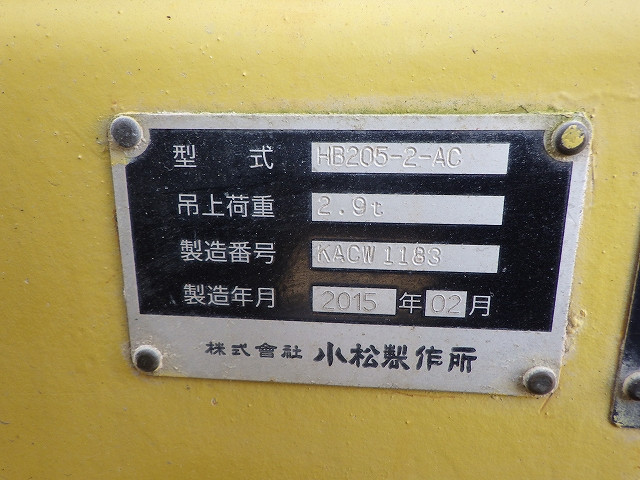 型 式 HB205-2-AC
吊上荷重 2.9t
製造番号 KACW1183
製造年月 2015 年 02 月
株式會社 小松製作所